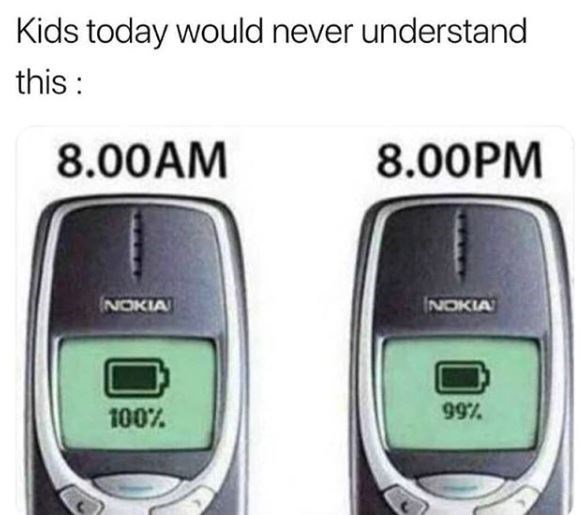 Kids today would never understand
this :
8.00AM
8.00PM
NOKIA
NOKIA
100%
99%